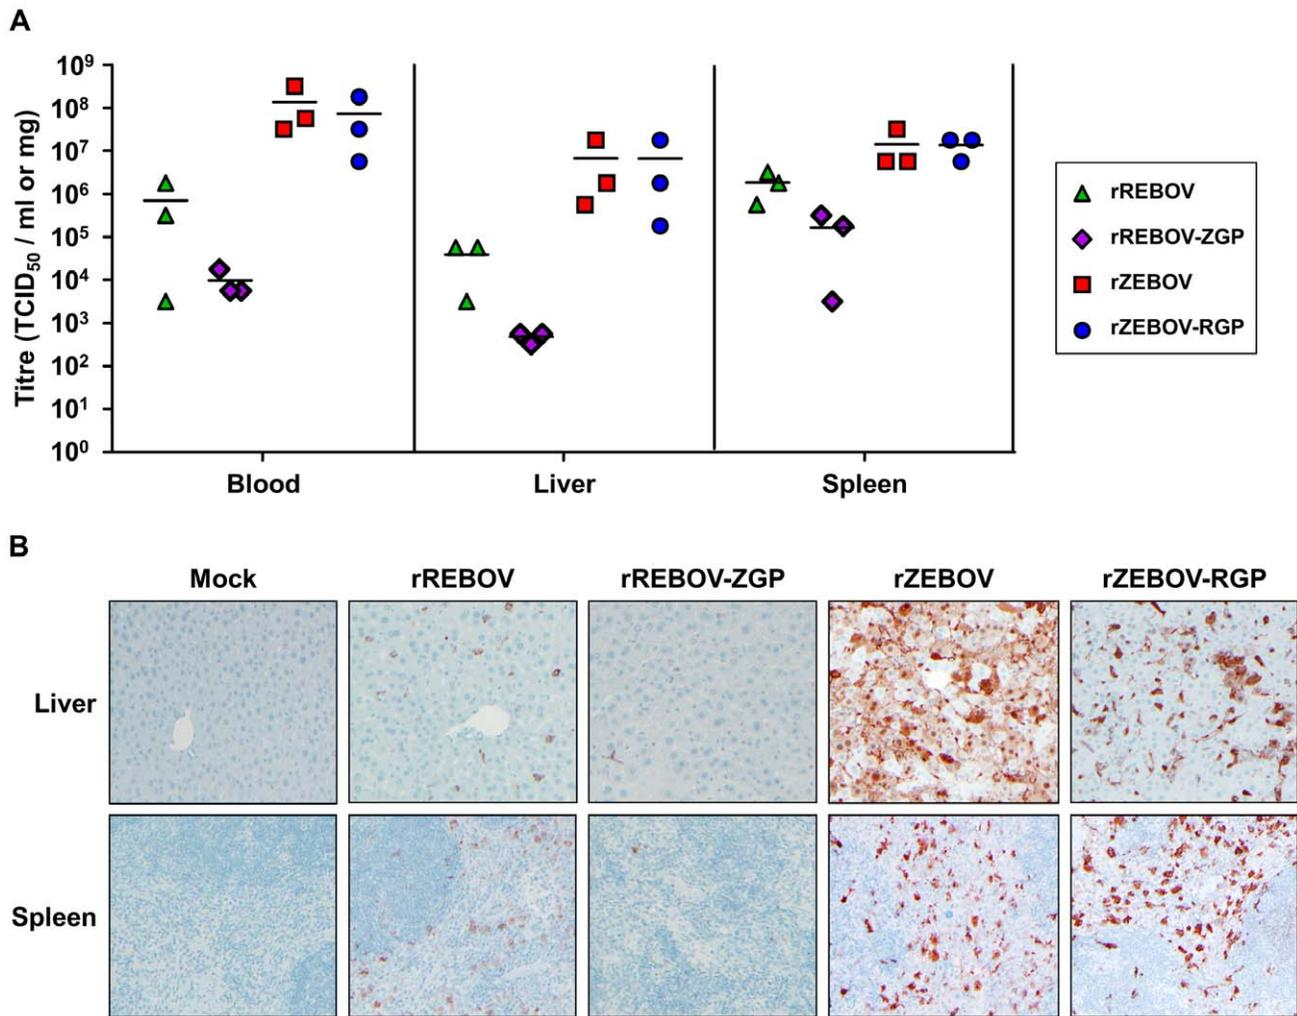 A
Titre (TCID50 / ml or mg)
10⁹
10⁸
10⁷
10⁶
10⁵
10⁴
10³
10²
10¹
10⁰
Blood
Liver
Spleen
rREBOV
rREBOV-ZGP
rZEBOV
rZEBOV-RGP
B
Mock
rREBOV
rREBOV-ZGP
rZEBOV
rZEBOV-RGP
Liver
Spleen